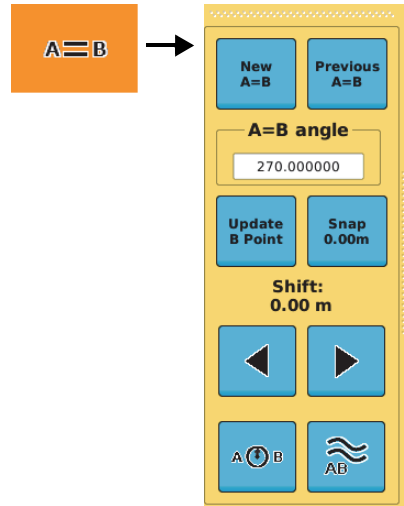 A=B
New
A=B
Previous
A=B
A=B angle
270.000000
Update
B Point
Snap
0.00m
Shift:
0.00 m
A B
AB